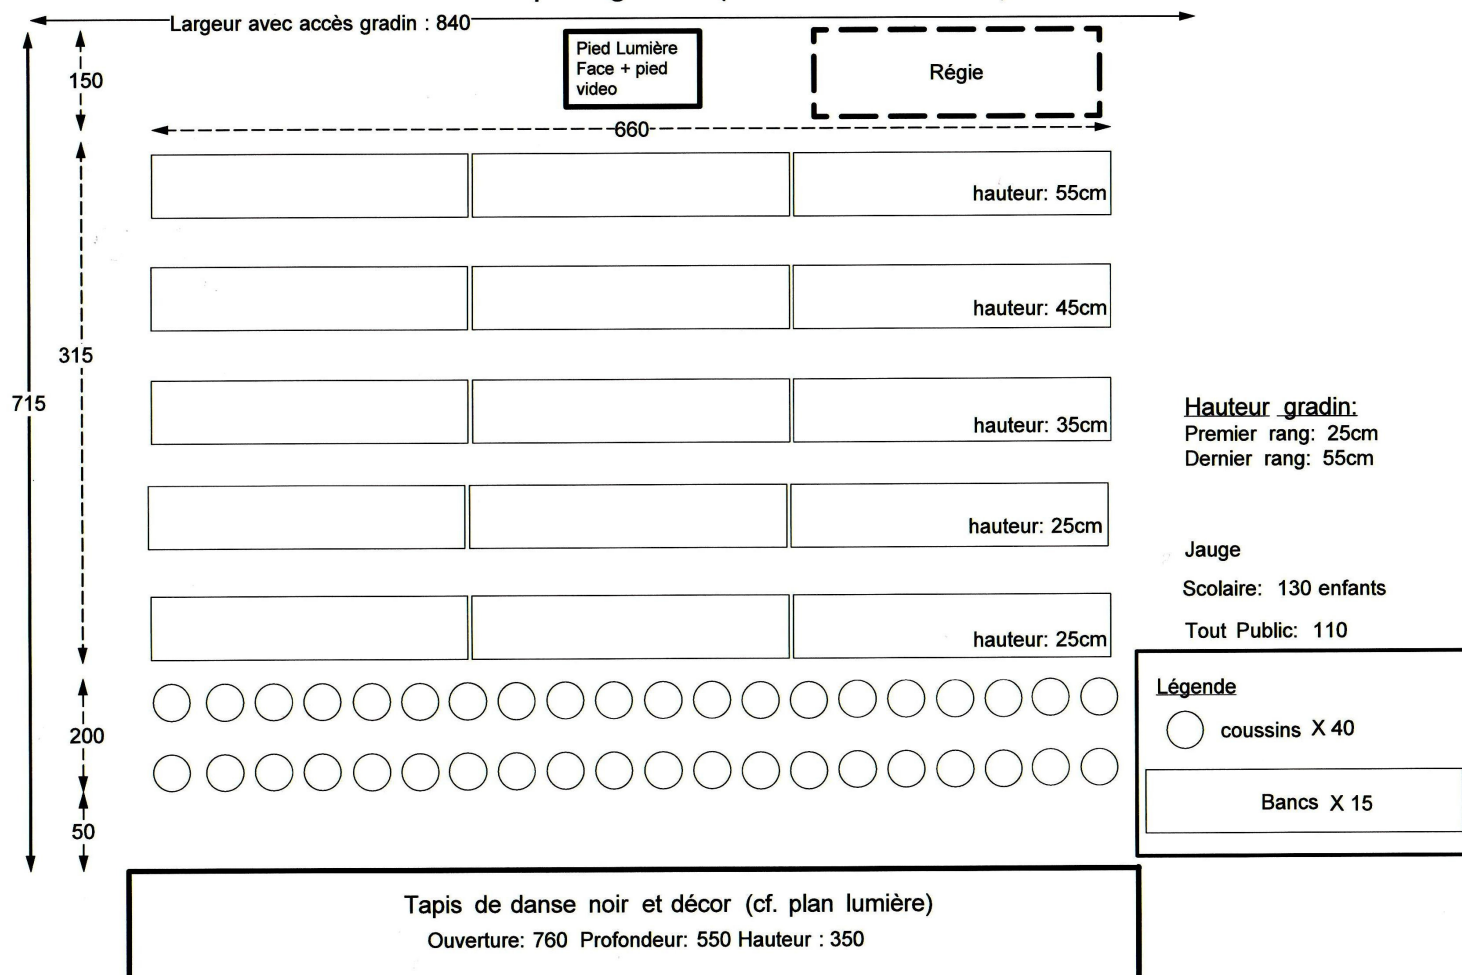 Largeur avec accès gradin : 840
150
Pied Lumière
Face + pied
video
Régie
660
hauteur: 55cm
hauteur: 45cm
315
715
hauteur: 35cm
Hauteur gradin:
Premier rang: 25cm
Dernier rang: 55cm
hauteur: 25cm
Jauge
Scolaire: 130 enfants
Tout Public: 110
hauteur: 25cm
Légende
coussins X 40
200
Bancs X 15
50
Tapis de danse noir et décor (cf. plan lumière)
Ouverture: 760 Profondeur: 550 Hauteur : 350